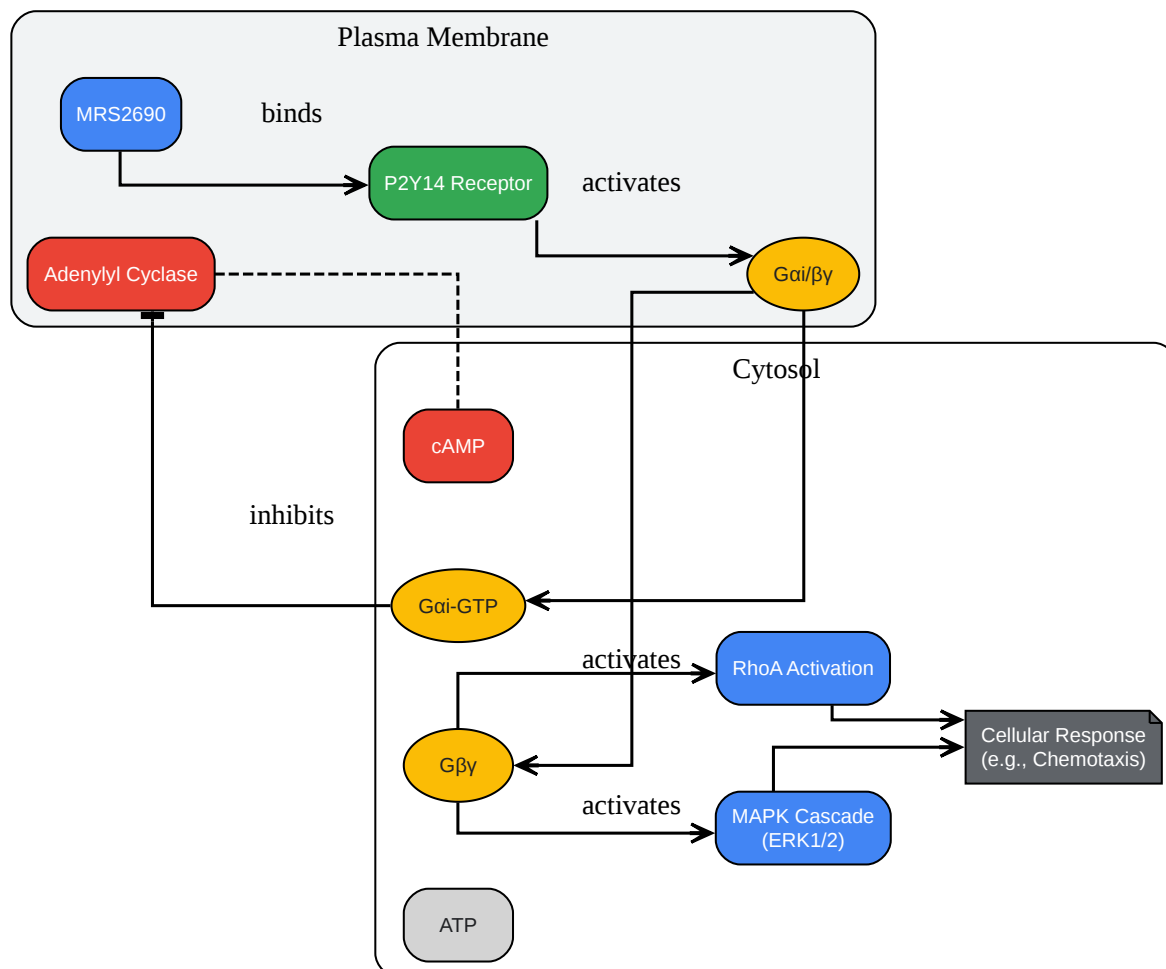 Plasma Membrane
MRS2690
binds
P2Y14 Receptor
activates
Adenylyl Cyclase
Gαi/βγ
Cytosol
cAMP
inhibits
Gαi-GTP
activates
RhoA Activation
Cellular Response
(e.g., Chemotaxis)
Gβγ
activates
MAPK Cascade
(ERK1/2)
ATP